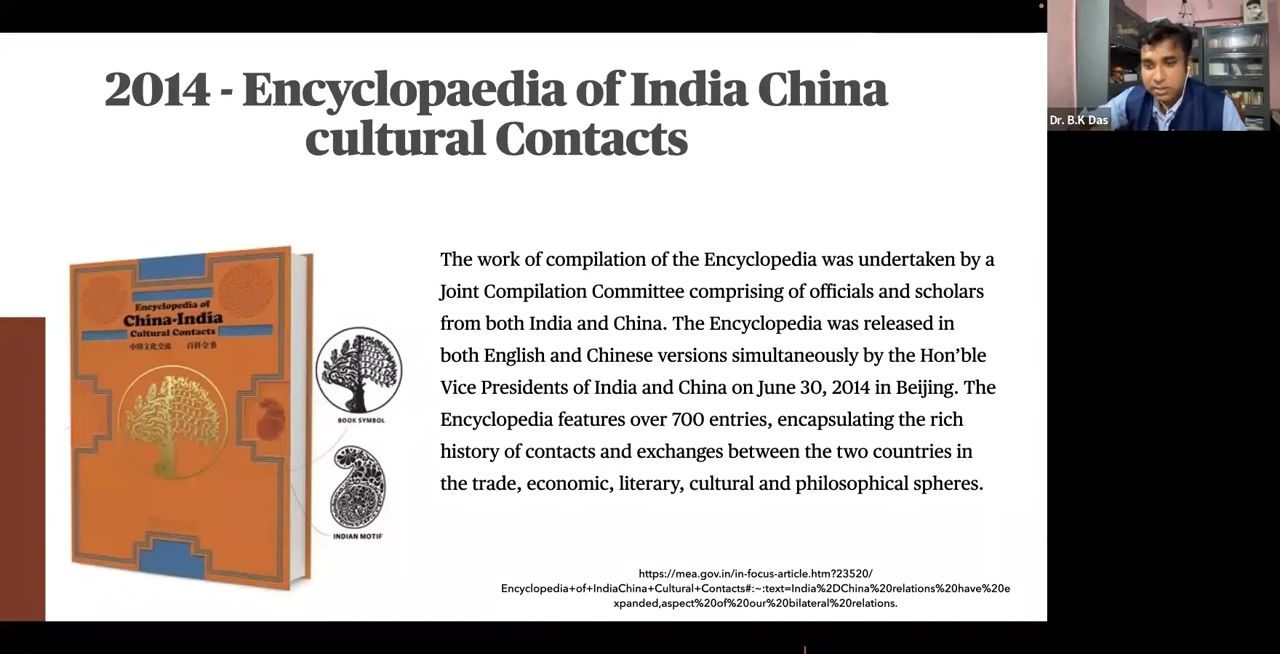 2014 - Encyclopaedia of India China
cultural Contacts
Dr. B.K Das
Encyclopedia of
China-India
Cultural Contacts
中印文化交流 百科全书
BOOK SYMBOL
INDIAN MOTIF
The work of compilation of the Encyclopedia was undertaken by a
Joint Compilation Committee comprising of officials and scholars
from both India and China. The Encyclopedia was released in
both English and Chinese versions simultaneously by the Hon'ble
Vice Presidents of India and China on June 30, 2014 in Beijing. The
Encyclopedia features over 700 entries, encapsulating the rich
history of contacts and exchanges between the two countries in
the trade, economic, literary, cultural and philosophical spheres.
https://mea.gov.in/in-focus-article.htm?23520/
Encyclopedia+of+IndiaChina+Cultural+Contacts#:~:text=India%2DChina%20relations%20have%20e
xpanded,aspect%20of%20our%20bilateral%20relations.